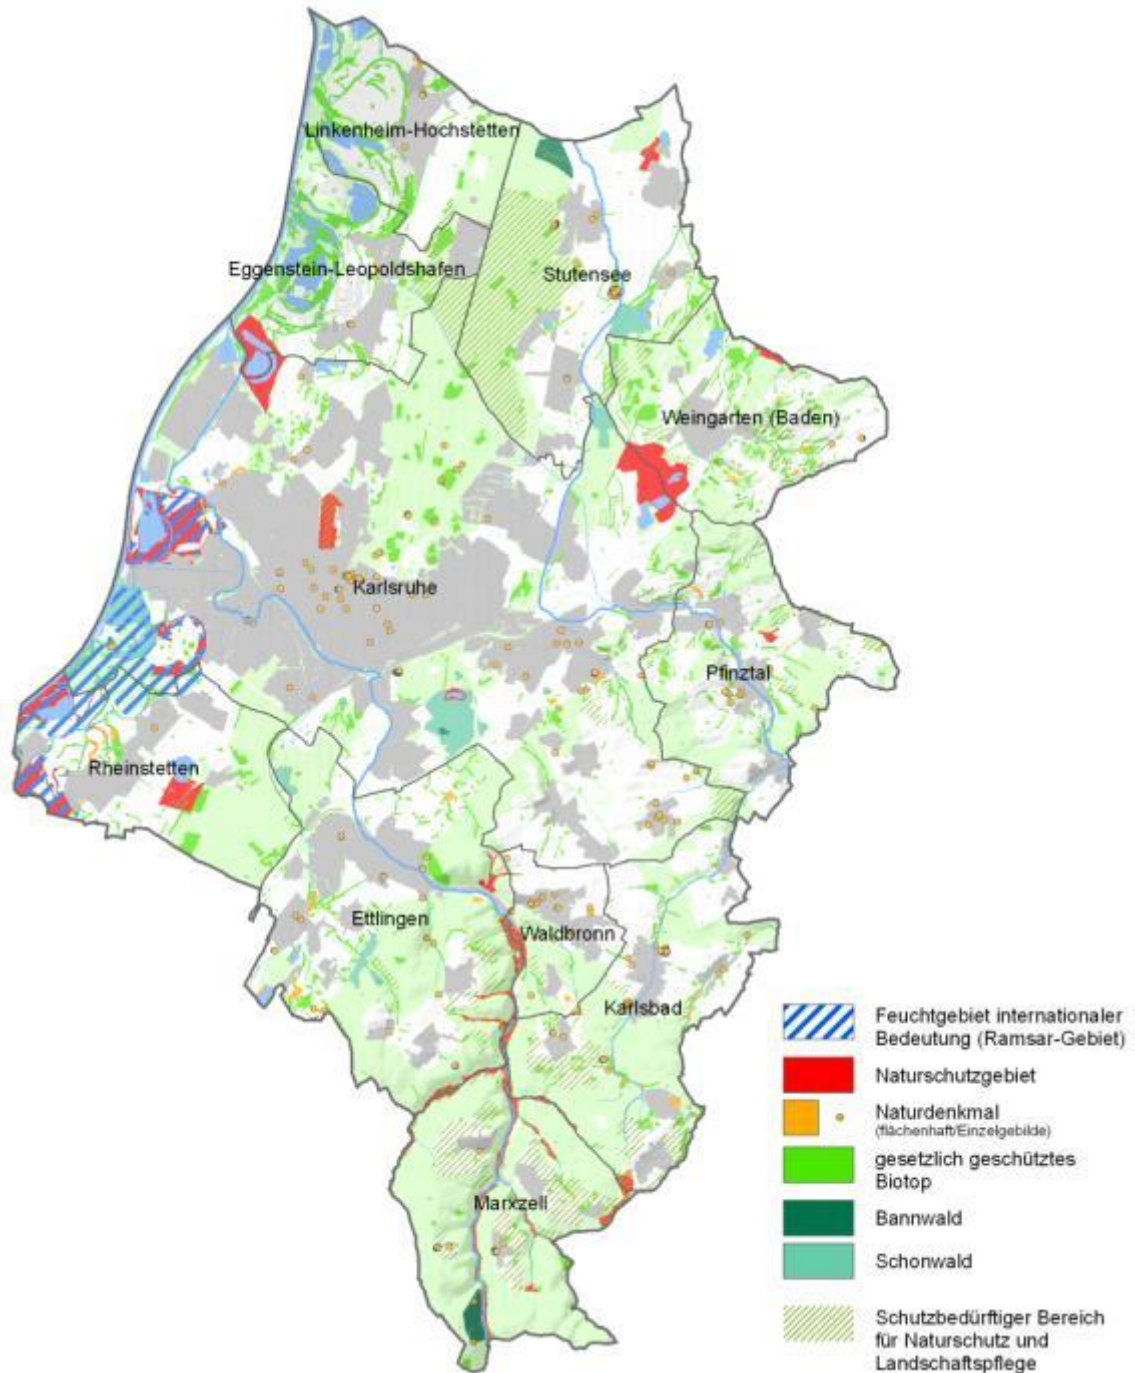 Linkenheim-Hochstetten
Eggenstein-Leopoldshafen
Stutensee
Weingarten (Baden)
Karlsruhe
Pfinztal
Rheinstetten
Ettlingen
Waldbronn
Karlsbad
Marxzell
Feuchtgebiet internationaler
Bedeutung (Ramsar-Gebiet)
Naturschutzgebiet
Naturdenkmal
(flächenhaft/Einzelgebilde)
gesetzlich geschütztes
Biotop
Bannwald
Schonwald
Schutzbedürftiger Bereich
für Naturschutz und
Landschaftspflege